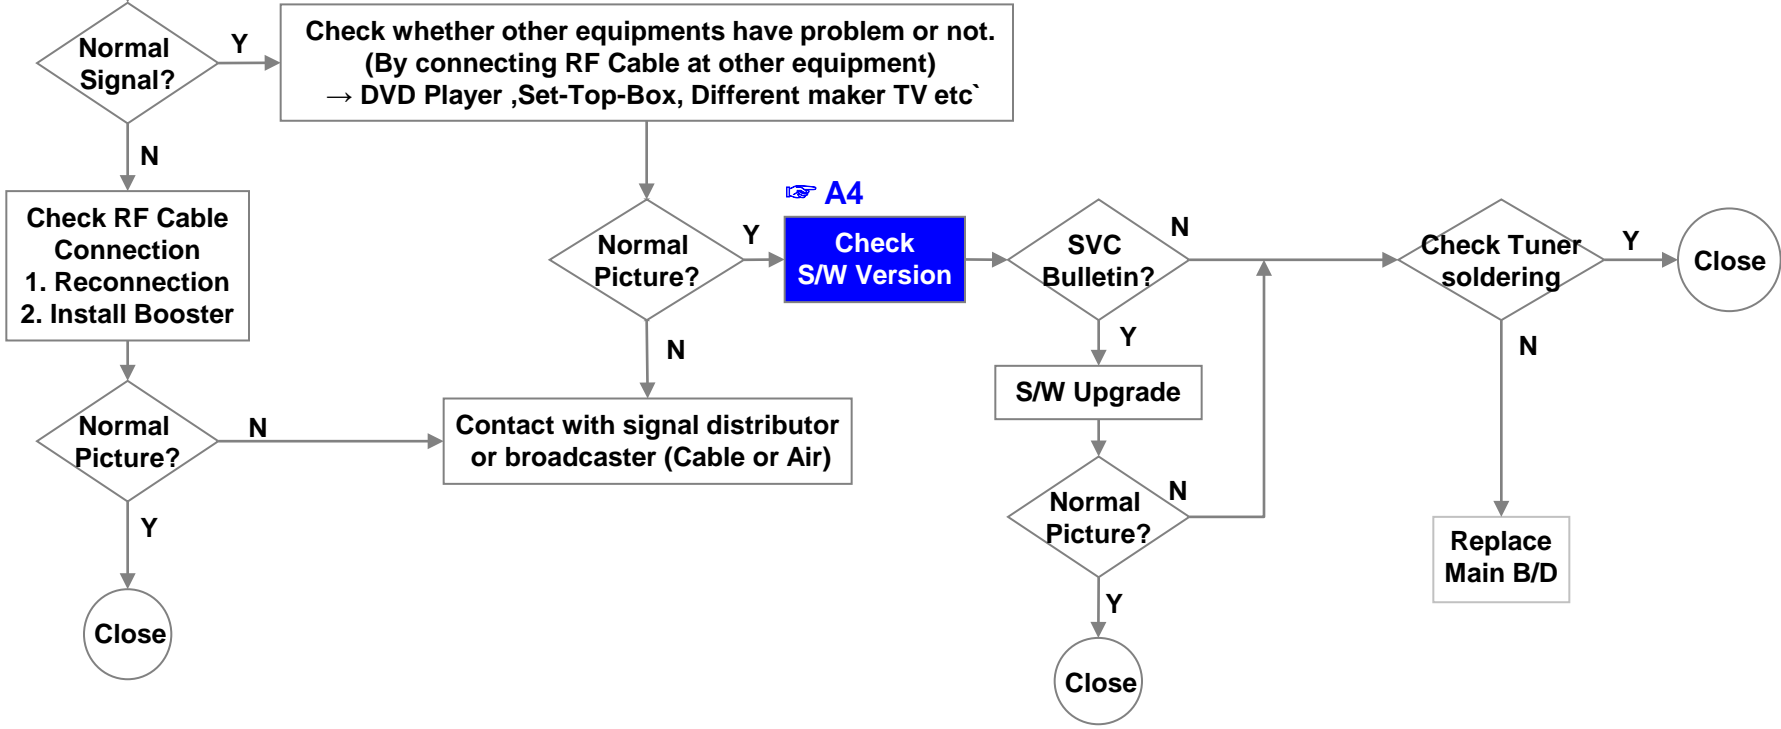 Normal
Signal?
Y
Check whether other equipments have problem or not.
(By connecting RF Cable at other equipment)
→ DVD Player ,Set-Top-Box, Different maker TV etc`
N
Check RF Cable
Connection
1. Reconnection
2. Install Booster
Normal
Picture?
N
Y
Close
Normal
Picture?
Y
N
Contact with signal distributor
or broadcaster (Cable or Air)
☞ A4
Check
S/W Version
SVC
Bulletin?
N
Y
S/W Upgrade
Normal
Picture?
N
Y
Close
Check Tuner
soldering
Y
Close
N
Replace
Main B/D